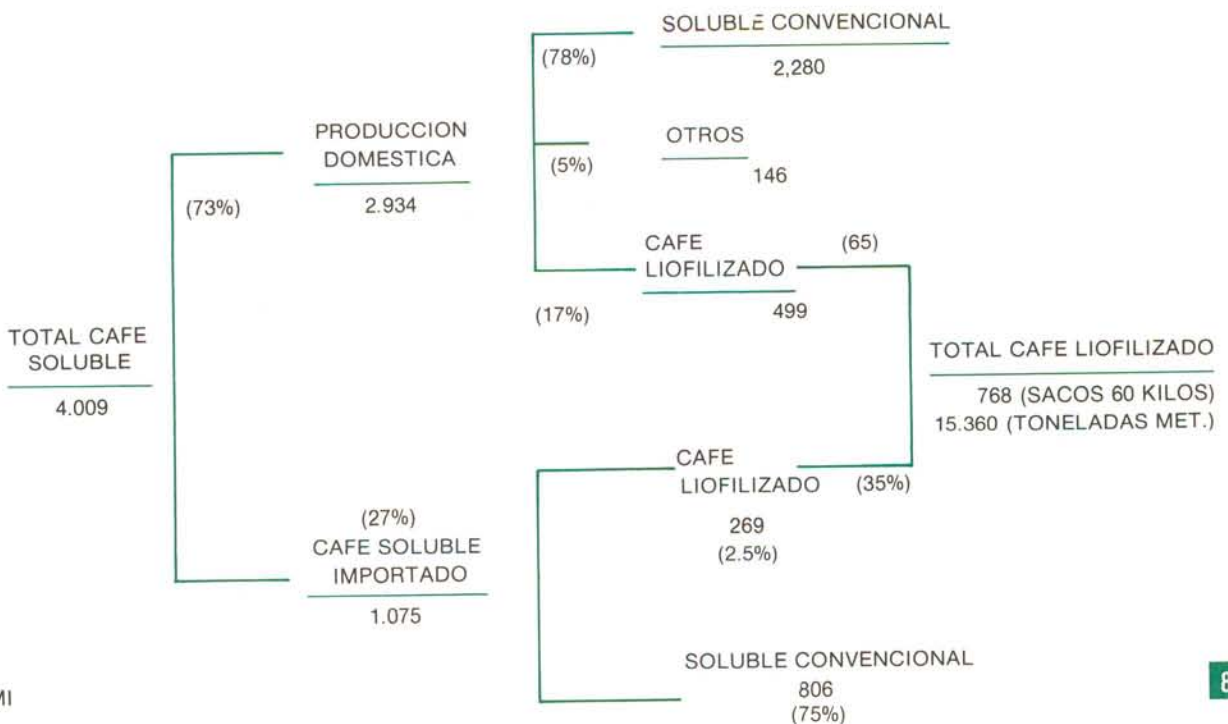 SOLUBLE CONVENCIONAL
(78%)
2,280
PRODUCCION
DOMESTICA
OTROS
(5%)
146
(73%)
2.934
CAFE
LIOFILIZADO
(65)
(17%)
499
TOTAL CAFE
SOLUBLE
4.009
TOTAL CAFE LIOFILIZADO
768 (SACOS 60 KILOS)
15.360 (TONELADAS MET.)
CAFE
LIOFILIZADO
(35%)
269
(2.5%)
(27%)
CAFE SOLUBLE
IMPORTADO
1.075
SOLUBLE CONVENCIONAL
806
(75%)
MI
8